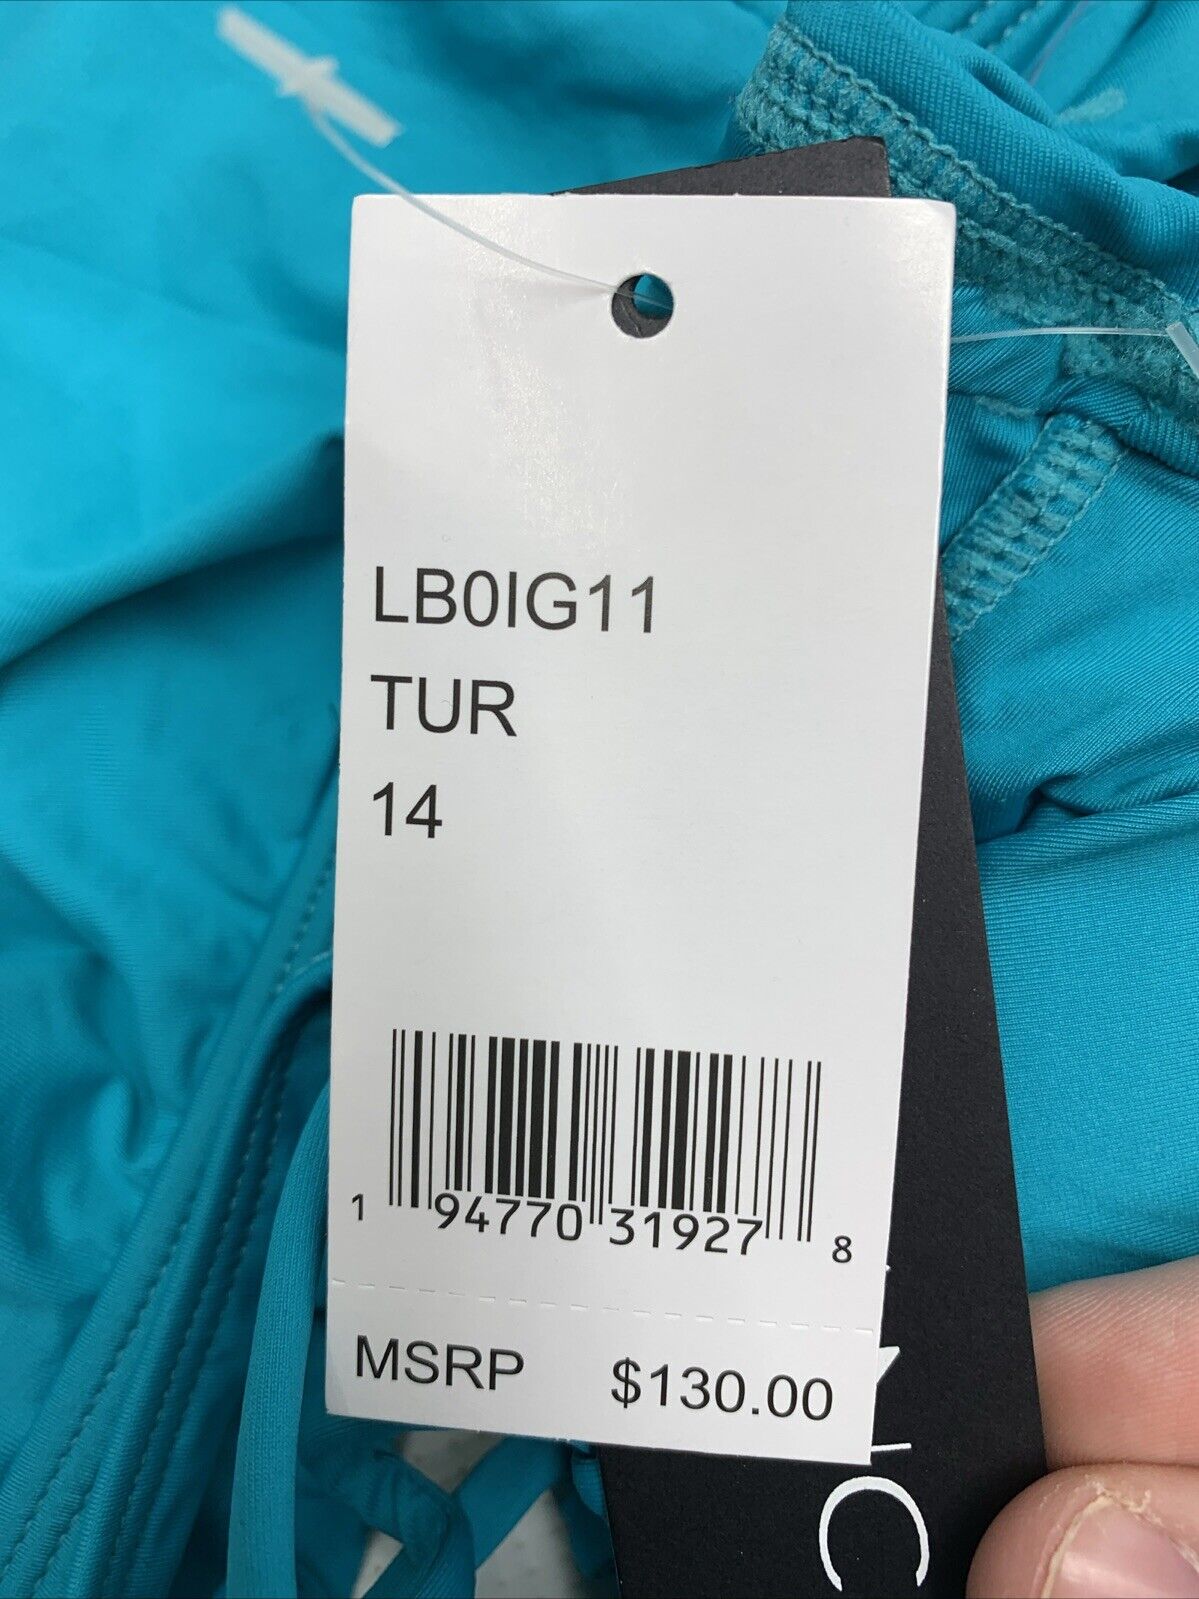 LB0IG11
TUR
14
1 94770 31927 8
MSRP $130.00